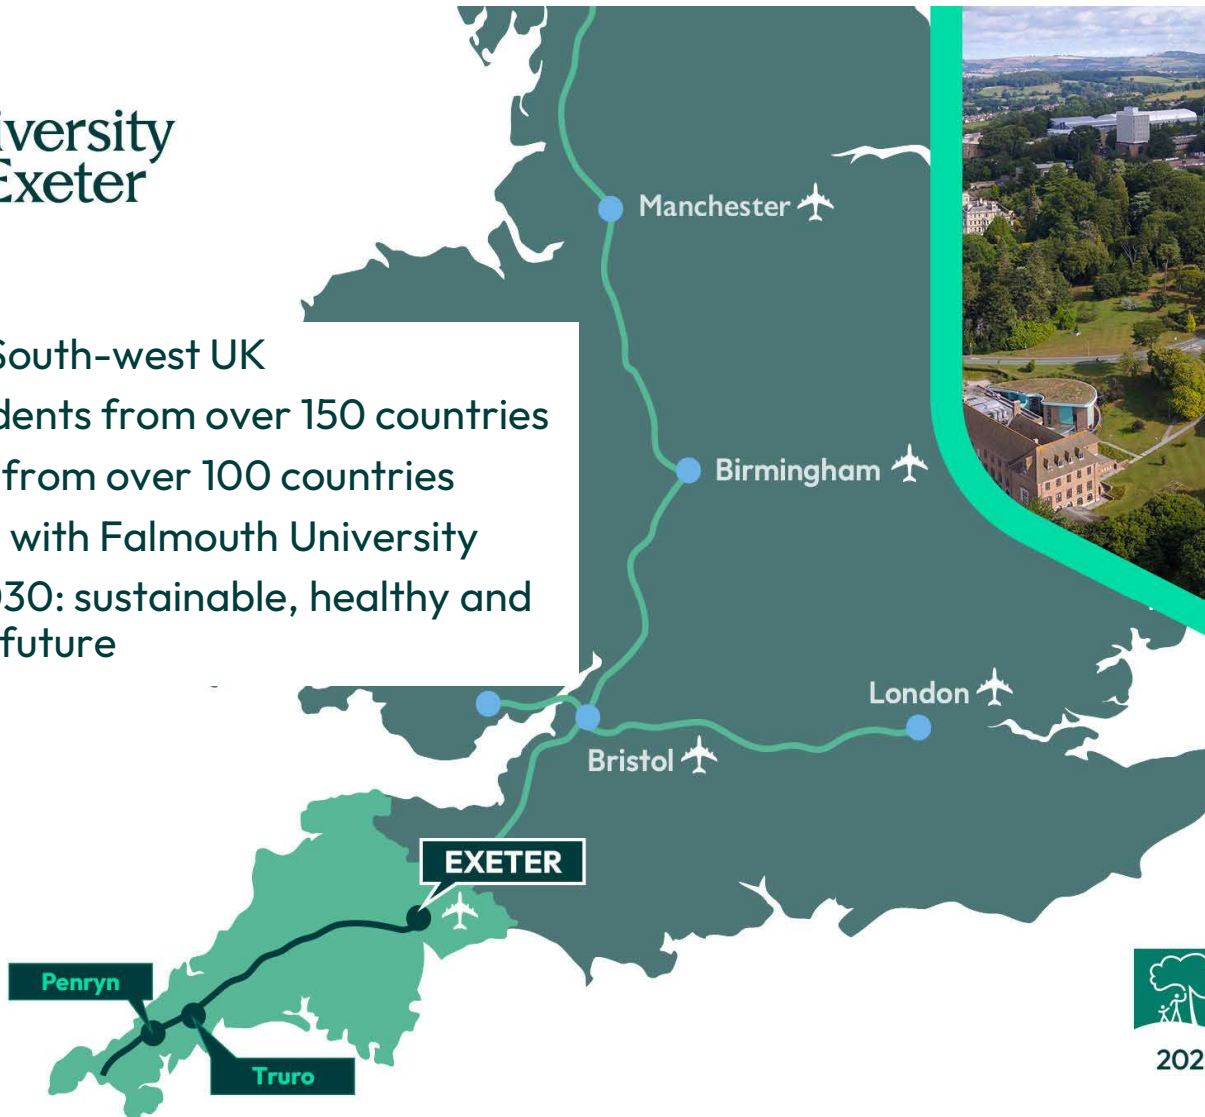 iversity
Exeter
South-west UK
dents from over 150 countries
from over 100 countries
with Falmouth University
030: sustainable, healthy and
future
Manchester
Birmingham
London
Bristol
EXETER
Penryn
Truro
202